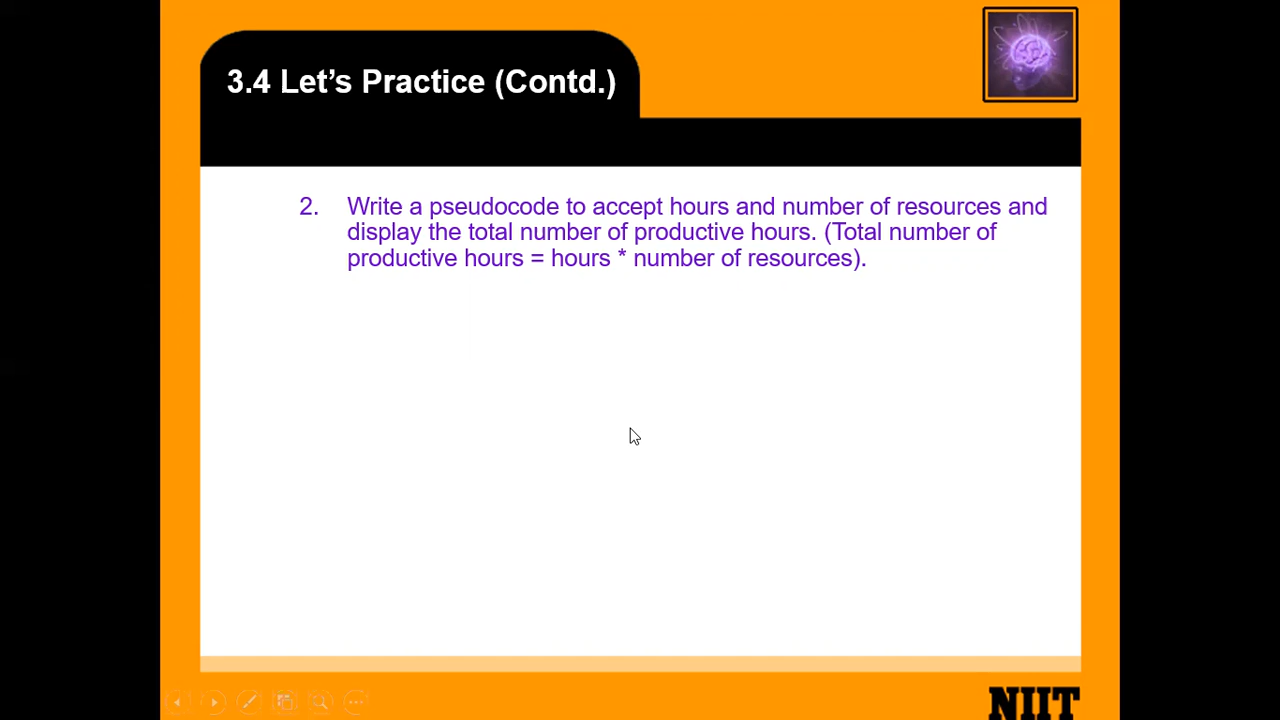 3.4 Let’s Practice (Contd.)
2. Write a pseudocode to accept hours and number of resources and
display the total number of productive hours. (Total number of
productive hours = hours * number of resources).
NIIT